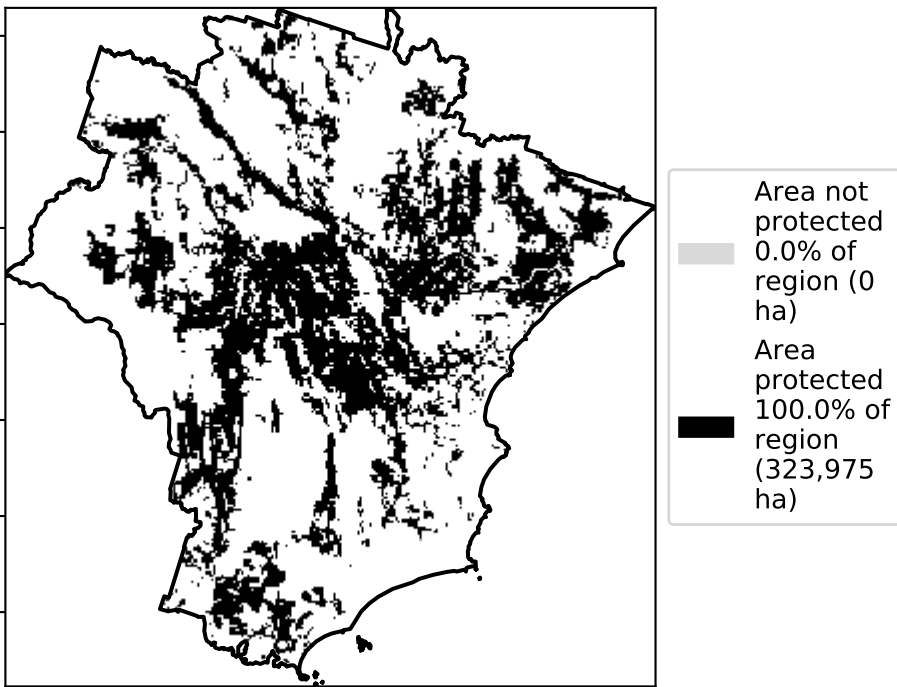 Area not
protected
0.0% of
region (0
ha)
Area
protected
100.0% of
region
(323,975
ha)